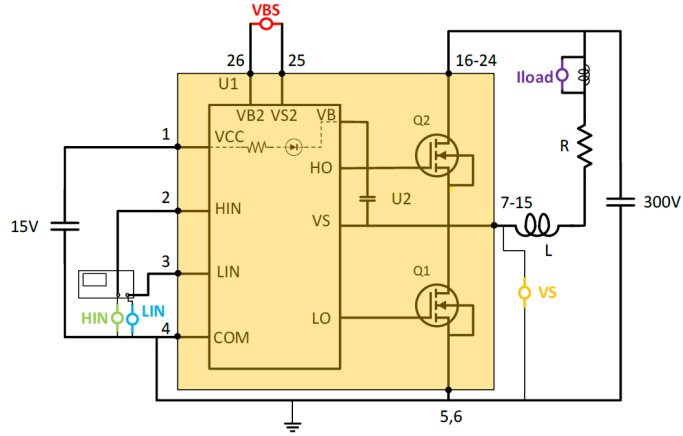 VBS
26
25
16-24
U1
Iload
VB2
VS2
VB
Q2
1
VCC
R
HO
2
U2
7-15
300V
HIN
15V
VS
L
3
LIN
Q1
VS
HIN
LIN
LO
4
COM
5,6